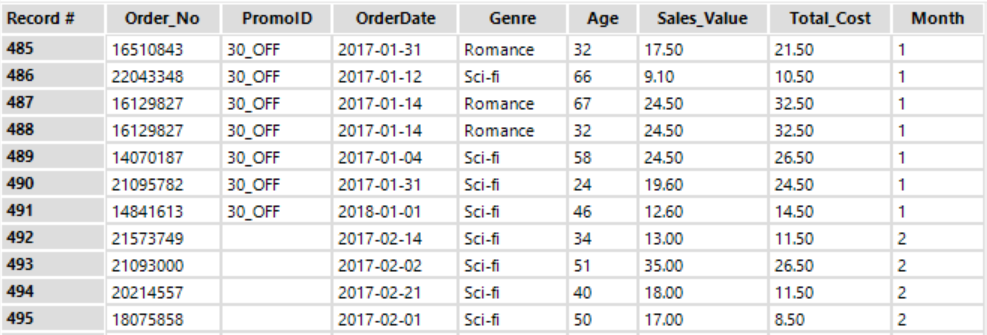 Record # Order_No PromoID OrderDate Genre Age Sales_Value Total_Cost Month
485 16510843 30_OFF 2017-01-31 Romance 32 17.50 21.50 1
486 22043348 30_OFF 2017-01-12 Sci-fi 66 9.10 10.50 1
487 16129827 30_OFF 2017-01-14 Romance 67 24.50 32.50 1
488 16129827 30_OFF 2017-01-14 Romance 32 24.50 32.50 1
489 14070187 30_OFF 2017-01-04 Sci-fi 58 24.50 26.50 1
490 21095782 30_OFF 2017-01-31 Sci-fi 24 19.60 24.50 1
491 14841613 30_OFF 2018-01-01 Sci-fi 46 12.60 14.50 1
492 21573749 2017-02-14 Sci-fi 34 13.00 11.50 2
493 21093000 2017-02-02 Sci-fi 51 35.00 26.50 2
494 20214557 2017-02-21 Sci-fi 40 18.00 11.50 2
495 18075858 2017-02-01 Sci-fi 50 17.00 8.50 2